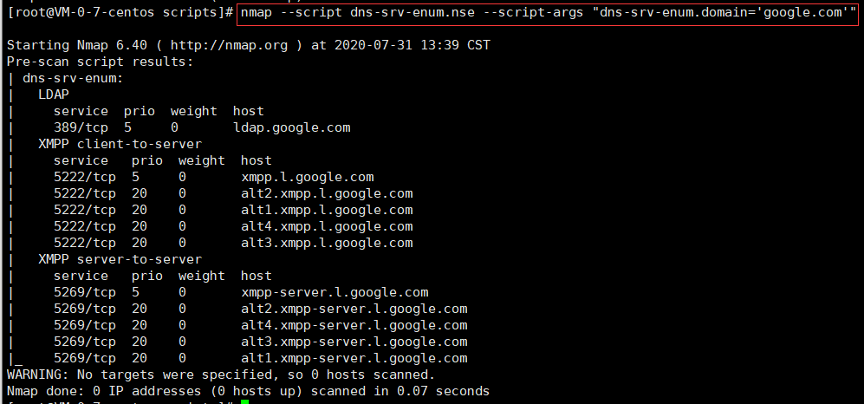 [root@VM-0-7-centos scripts]# nmap --script dns-srv-enum.nse --script-args "dns-srv-enum.domain='google.com'"
Starting Nmap 6.40 ( http://nmap.org ) at 2020-07-31 13:39 CST
Pre-scan script results:
| dns-srv-enum:
|   LDAP
|     service  prio  weight  host
|     389/tcp  5     0       ldap.google.com
|   XMPP client-to-server
|     service   prio  weight  host
|     5222/tcp  5     0       xmpp.l.google.com
|     5222/tcp  20    0       alt2.xmpp.l.google.com
|     5222/tcp  20    0       alt1.xmpp.l.google.com
|     5222/tcp  20    0       alt4.xmpp.l.google.com
|     5222/tcp  20    0       alt3.xmpp.l.google.com
|   XMPP server-to-server
|     service   prio  weight  host
|     5269/tcp  5     0       xmpp-server.l.google.com
|     5269/tcp  20    0       alt2.xmpp-server.l.google.com
|     5269/tcp  20    0       alt4.xmpp-server.l.google.com
|     5269/tcp  20    0       alt3.xmpp-server.l.google.com
|_    5269/tcp  20    0       alt1.xmpp-server.l.google.com
WARNING: No targets were specified, so 0 hosts scanned.
Nmap done: 0 IP addresses (0 hosts up) scanned in 0.07 seconds